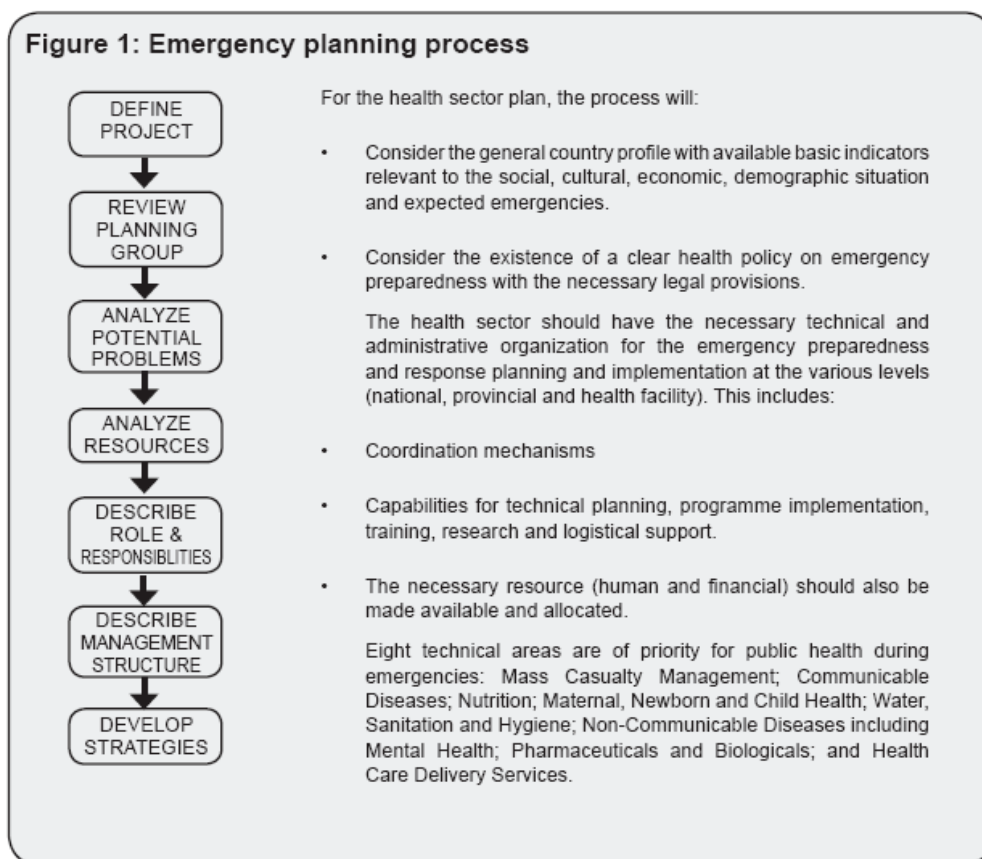 Figure 1: Emergency planning process
DEFINE
PROJECT
REVIEW
PLANNING
GROUP
ANALYZE
POTENTIAL
PROBLEMS
ANALYZE
RESOURCES
DESCRIBE
ROLE &
RESPONSIBLITIES
DESCRIBE
MANAGEMENT
STRUCTURE
DEVELOP
STRATEGIES
For the health sector plan, the process will:
• Consider the general country profile with available basic indicators
relevant to the social, cultural, economic, demographic situation
and expected emergencies.
• Consider the existence of a clear health policy on emergency
preparedness with the necessary legal provisions.
The health sector should have the necessary technical and
administrative organization for the emergency preparedness
and response planning and implementation at the various levels
(national, provincial and health facility). This includes:
• Coordination mechanisms
• Capabilities for technical planning, programme implementation,
training, research and logistical support.
• The necessary resource (human and financial) should also be
made available and allocated.
Eight technical areas are of priority for public health during
emergencies: Mass Casualty Management; Communicable
Diseases; Nutrition; Maternal, Newborn and Child Health; Water,
Sanitation and Hygiene; Non-Communicable Diseases including
Mental Health; Pharmaceuticals and Biologicals; and Health
Care Delivery Services.